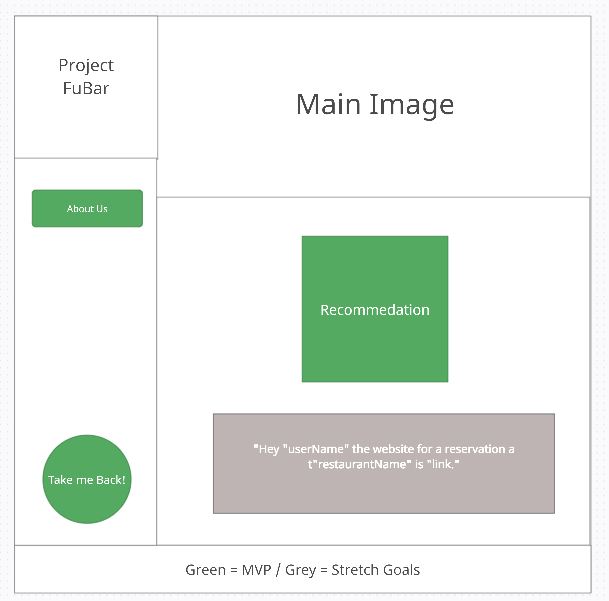 Project
FuBar
Main Image
About Us
Recommedation
"Hey "userName" the website for a reservation a
t"restaurantName" is "link."
Take me Back!
Green = MVP / Grey = Stretch Goals